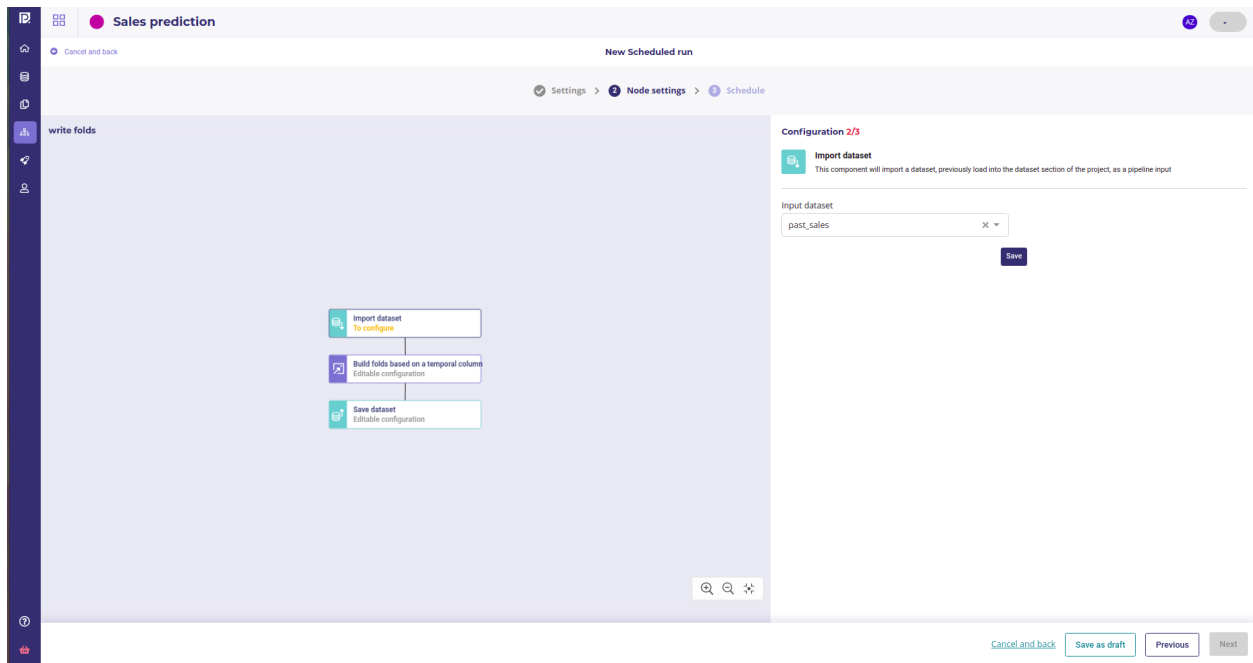 Sales prediction
AZ
Cancel and back
New Scheduled run
Settings > 2 Node settings > 3 Schedule
write folds
Configuration 2/3
Import dataset
This component will import a dataset, previously load into the dataset section of the project, as a pipeline input
Input dataset
past_sales
Save
Import dataset
To configure
Build folds based on a temporal column
Editable configuration
Save dataset
Editable configuration
Cancel and back
Save as draft
Previous
Next